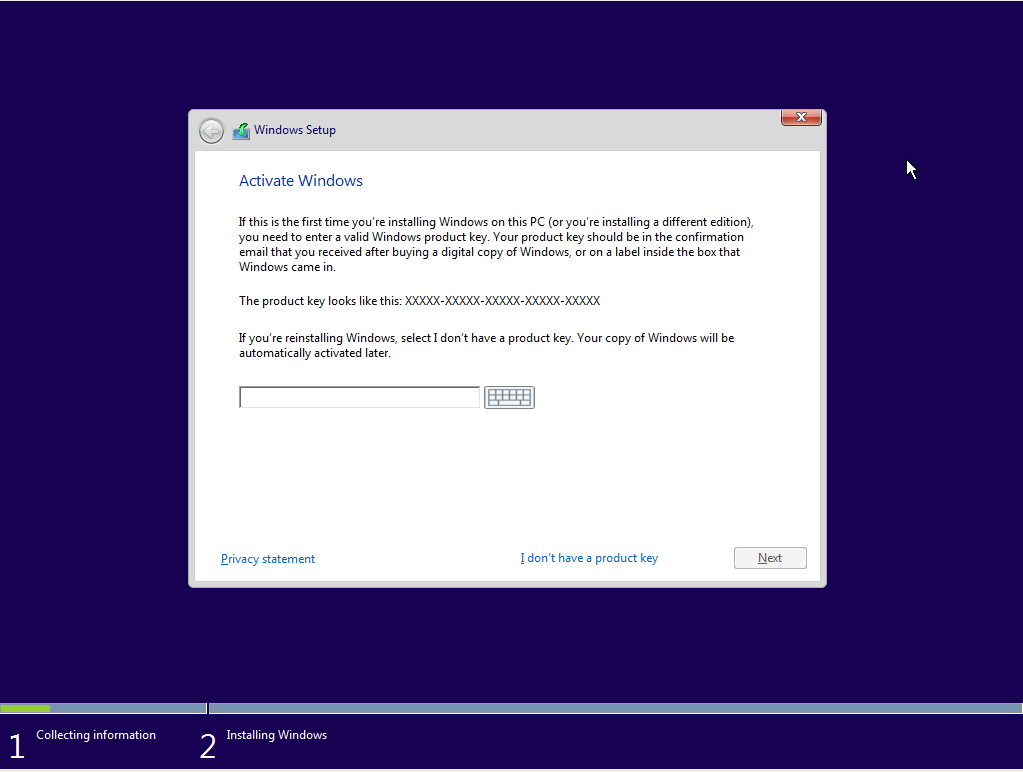 Windows Setup
Activate Windows
If this is the first time you're installing Windows on this PC (or you're installing a different edition),
you need to enter a valid Windows product key. Your product key should be in the confirmation
email that you received after buying a digital copy of Windows, or on a label inside the box that
Windows came in.
The product key looks like this: XXXXX-XXXXX-XXXXX-XXXXX-XXXXX
If you're reinstalling Windows, select I don't have a product key. Your copy of Windows will be
automatically activated later.
Privacy statement
I don't have a product key
Next
1 Collecting information
2 Installing Windows